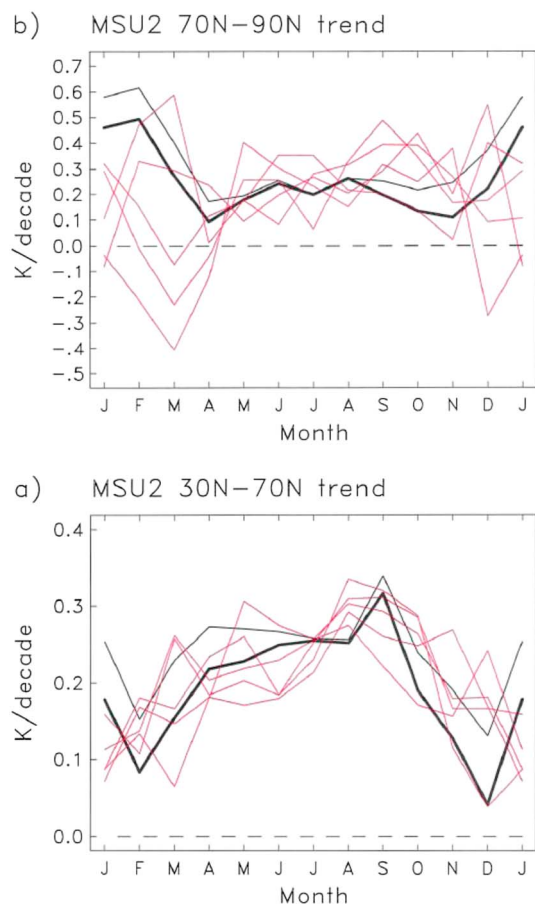 b) MSU2 70N-90N trend
0.7
0.6
0.5
0.4
0.3
0.2
0.1
0.0
-.1
-.2
-.3
-.4
-.5
K/decade
J F M A M J J A S O N D J
Month
a) MSU2 30N-70N trend
0.4
0.3
0.2
0.1
0.0
K/decade
J F M A M J J A S O N D J
Month